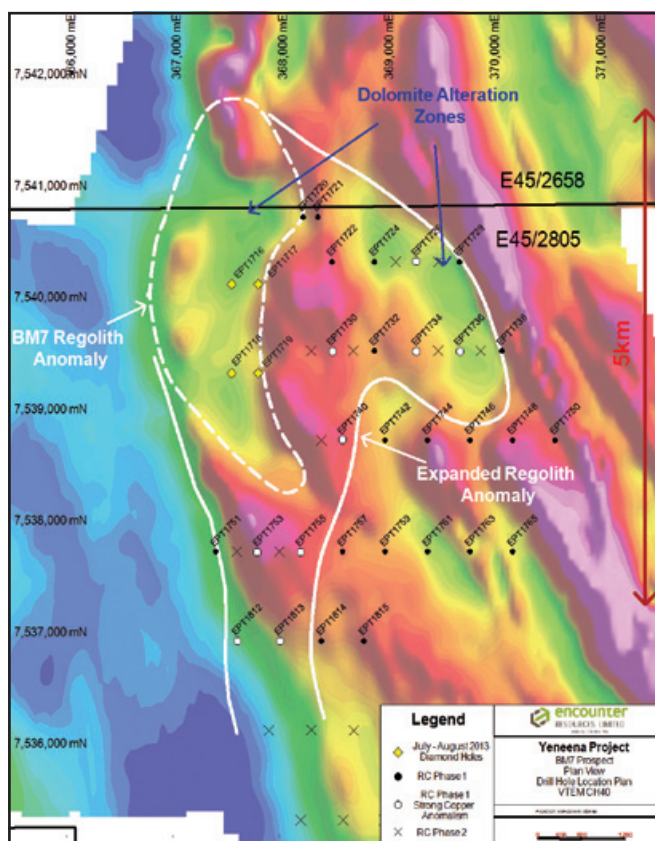 366,000 mE
367,000 mE
368,000 mE
369,000 mE
370,000 mE
371,000 mE
7,542,000 mN
Dolomite Alteration
Zones
7,541,000 mN
E45/2658
E45/2805
EPT1720
EPT1721
EPT1722
EPT1724
EPT1728
EPT1716
EPT1717
7,540,000 mN
BM7 Regolith
Anomaly
EPT1718
EPT1719
EPT1730
EPT1732
EPT1734
EPT1736
EPT1738
5km
7,539,000 mN
EPT1740
EPT1742
EPT1744
EPT1746
EPT1748
EPT1750
Expanded Regolith
Anomaly
7,538,000 mN
EPT1751
EPT1753
EPT1755
EPT1757
EPT1759
EPT1761
EPT1763
EPT1765
7,537,000 mN
EPT1812
EPT1813
EPT1814
EPT1815
7,536,000 mN
Legend
July - August 2013
Diamond Holes
RC Phase 1
RC Phase 1
Strong Copper
Anomalism
RC Phase 2
encounter
RESOURCES LIMITED
Yeneena Project
BM7 Prospect
Plan View
Drill Hole Location Plan
VTEM CH40